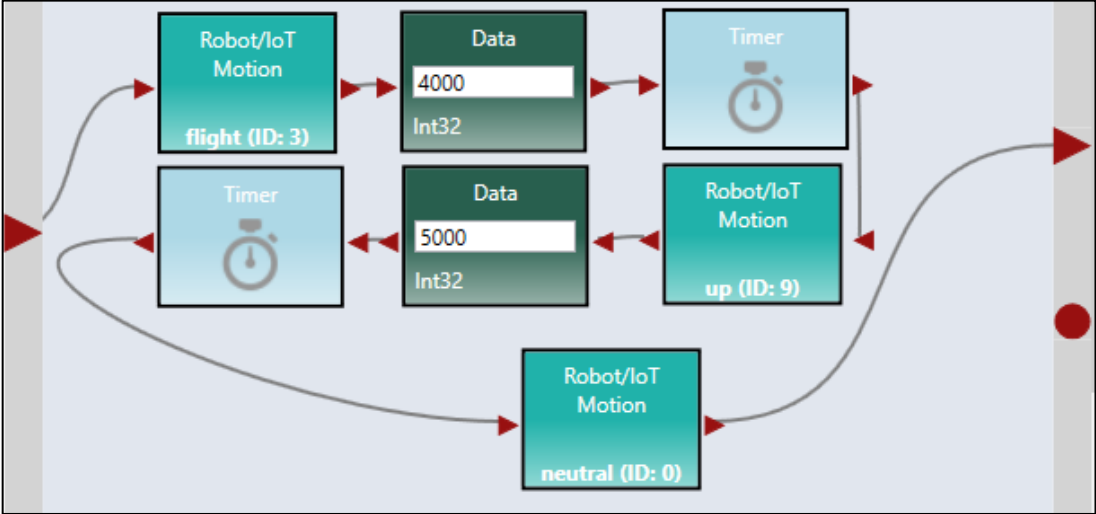 Robot/IoT
Motion
flight (ID: 3)
Data
4000
Int32
Timer
Timer
Data
5000
Int32
Robot/IoT
Motion
up (ID: 9)
Robot/IoT
Motion
neutral (ID: 0)